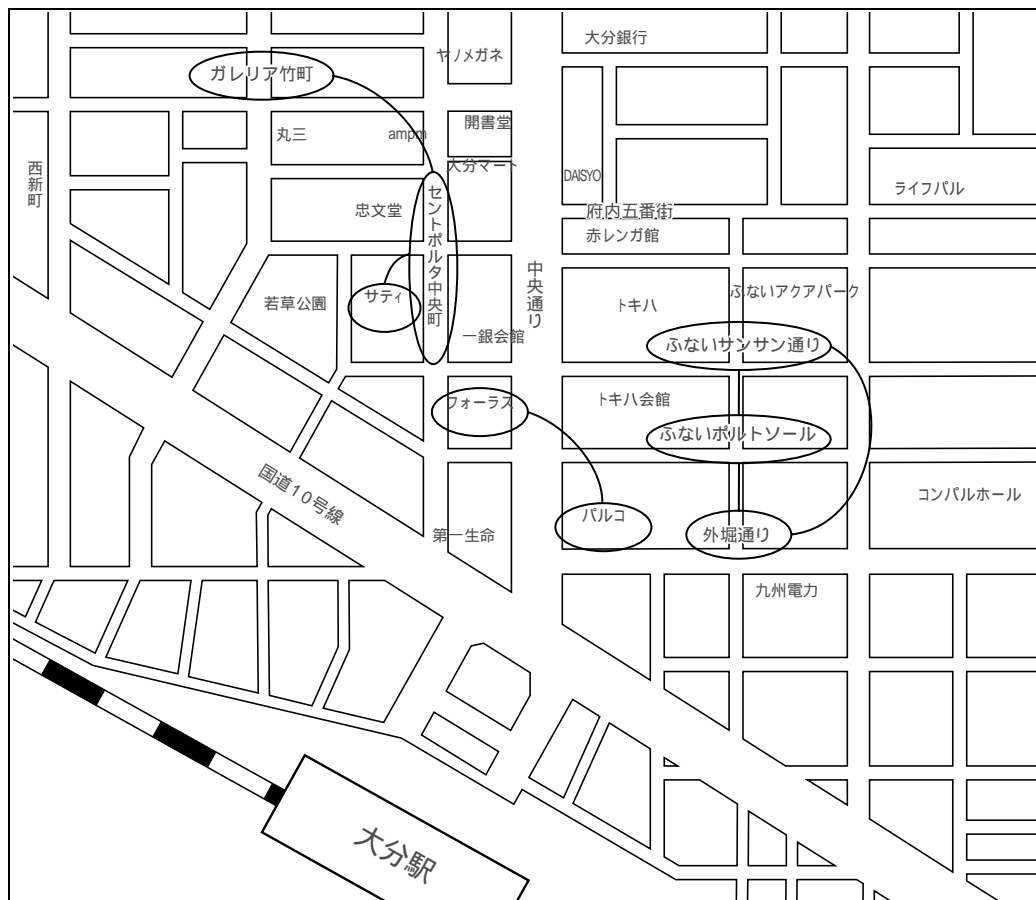 大分銀行
ヤノメガネ
ガレリア竹町
開書堂
丸三
ampm
大分マート
西新町
DAISYO
ライフパル
セントポルタ中央町
忠文堂
府内五番街
赤レンガ館
中央通り
サティ
若草公園
トキハ
ふないアクアパーク
一銀会館
ふないサンサン通り
フォーラス
トキハ会館
ふないポルトソール
国道10号線
コンパルホール
パルコ
第一生命
外堀通り
九州電力
大分駅